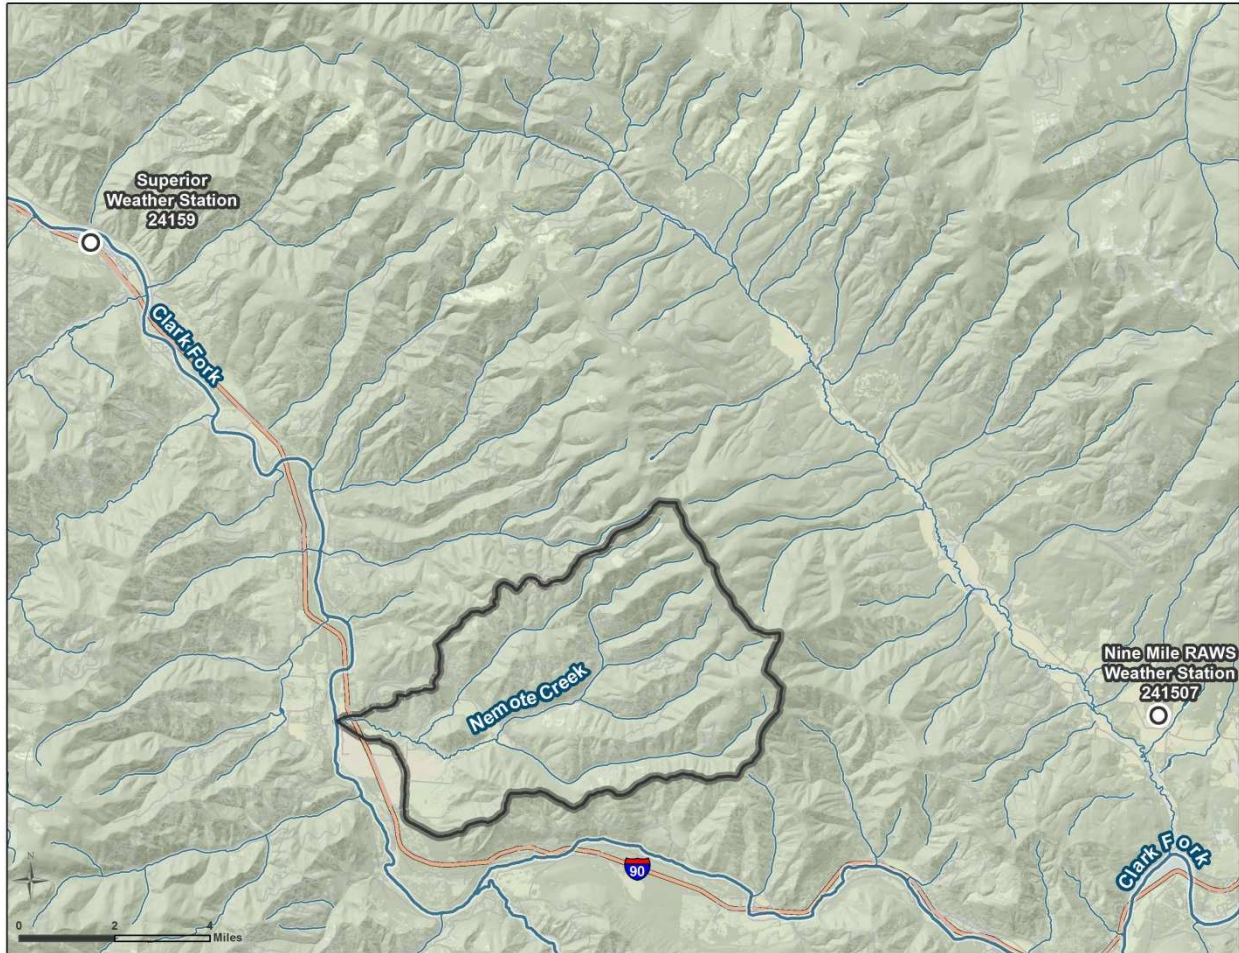 Superior
Weather Station
24159
Clark Fork
Nemote Creek
Nine Mile RAWS
Weather Station
241507
Clark Fork
90
N
0 2 4
Miles